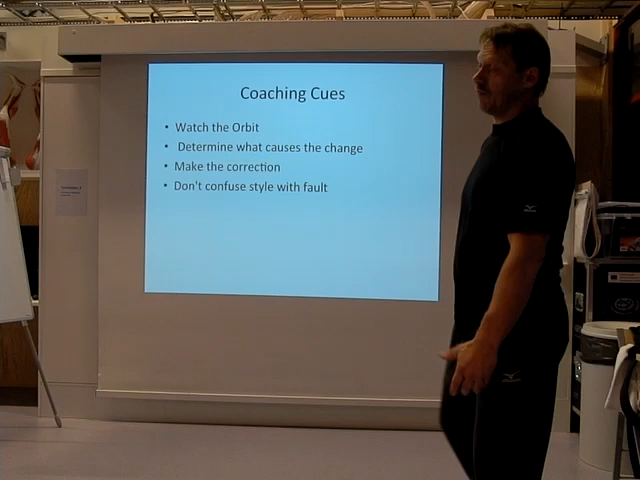 Coaching Cues
• Watch the Orbit
• Determine what causes the change
• Make the correction
• Don't confuse style with fault